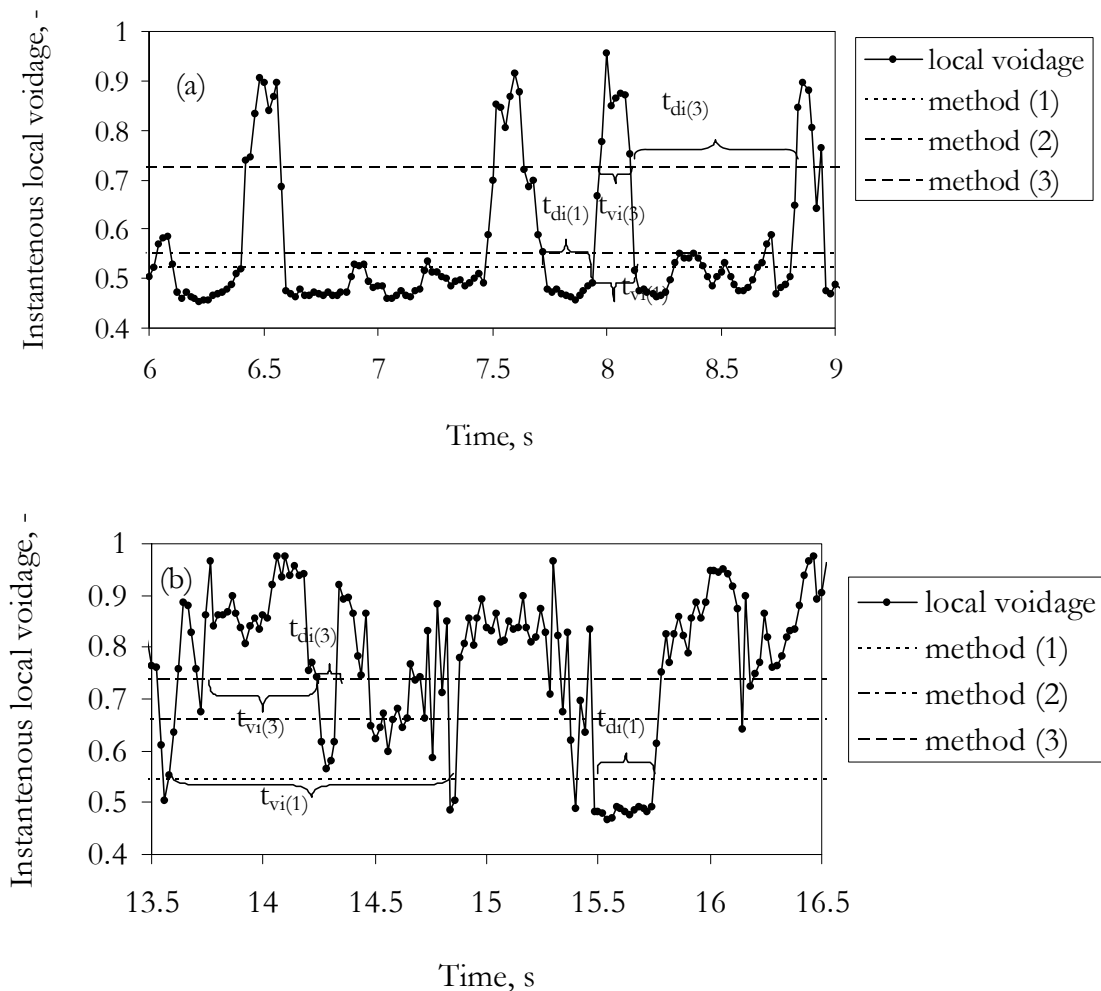 Instantenous local voidage, -
1
0.9
0.8
0.7
0.6
0.5
0.4
(a)
t_di(3)
t_di(1)
t_vi(3)
t_vi(1)
6
6.5
7
7.5
8
8.5
9
Time, s
local voidage
method (1)
method (2)
method (3)
Instantenous local voidage, -
1
0.9
0.8
0.7
0.6
0.5
0.4
(b)
t_di(3)
t_vi(3)
t_di(1)
t_vi(1)
13.5
14
14.5
15
15.5
16
16.5
Time, s
local voidage
method (1)
method (2)
method (3)